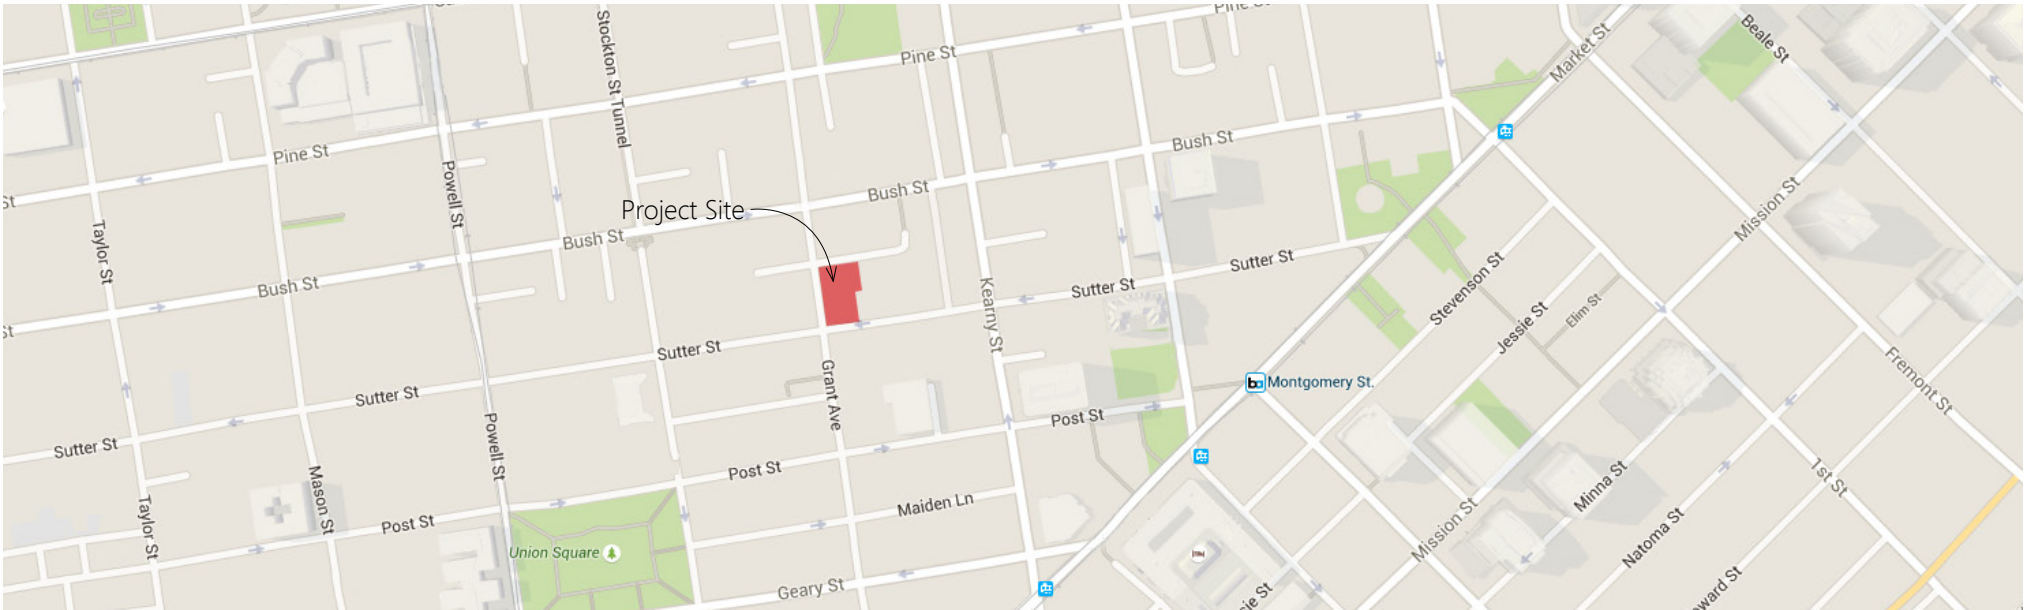 Pine St
Beale St
Market St
Stockton St Tunnel
Pine St
Bush St
Pine St
Powell St
Mission St
Bush St
Project Site
Taylor St
Bush St
Sutter St
Stevenson St
Bush St
Sutter St
Kearny St
Elim St
Jessie St
Sutter St
Fremont St
Grant Ave
Montgomery St.
Sutter St
Post St
Sutter St
Powell St
Post St
1st St
Minna St
Mason St
Maiden Ln
Taylor St
Post St
Mission St
Natoma St
Union Square
Geary St